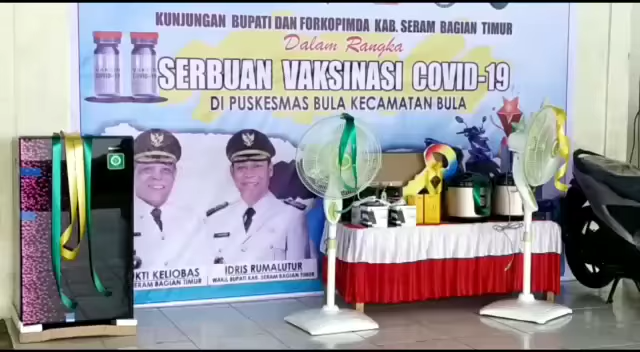 KUNJUNGAN BUPATI DAN FORKOPIMDA KAB. SERAM BAGIAN TIMUR
Dalam Rangka
SERBUAN VAKSINASI COVID-19
DI PUSKESMAS BULA KECAMATAN BULA
KTI KELIOBAS
SERAM BAGIAN TIMUR
IDRIS RUMALUTUR
WAKIL BUPATI KAB. SERAM BAGIAN TIMUR